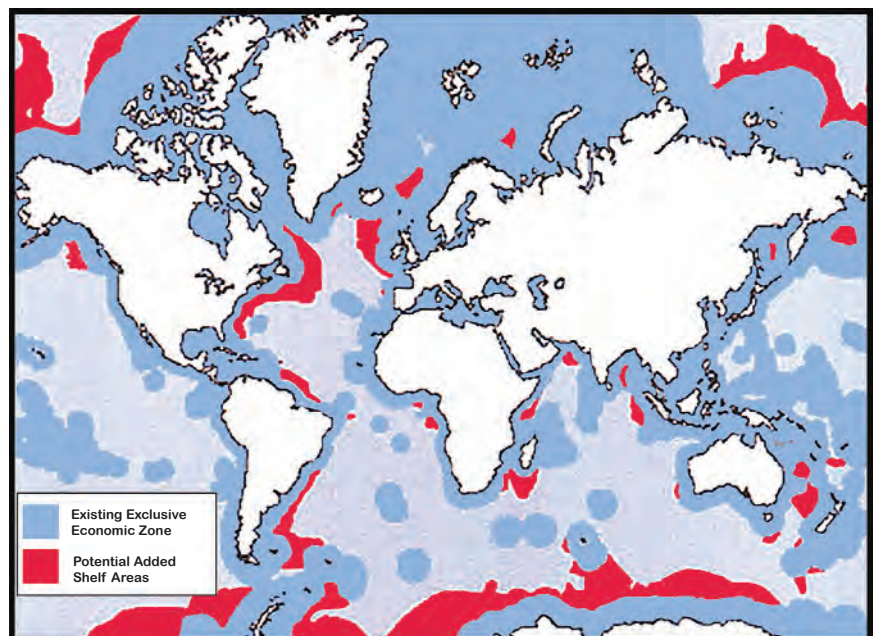 Existing Exclusive
Economic Zone
Potential Added
Shelf Areas